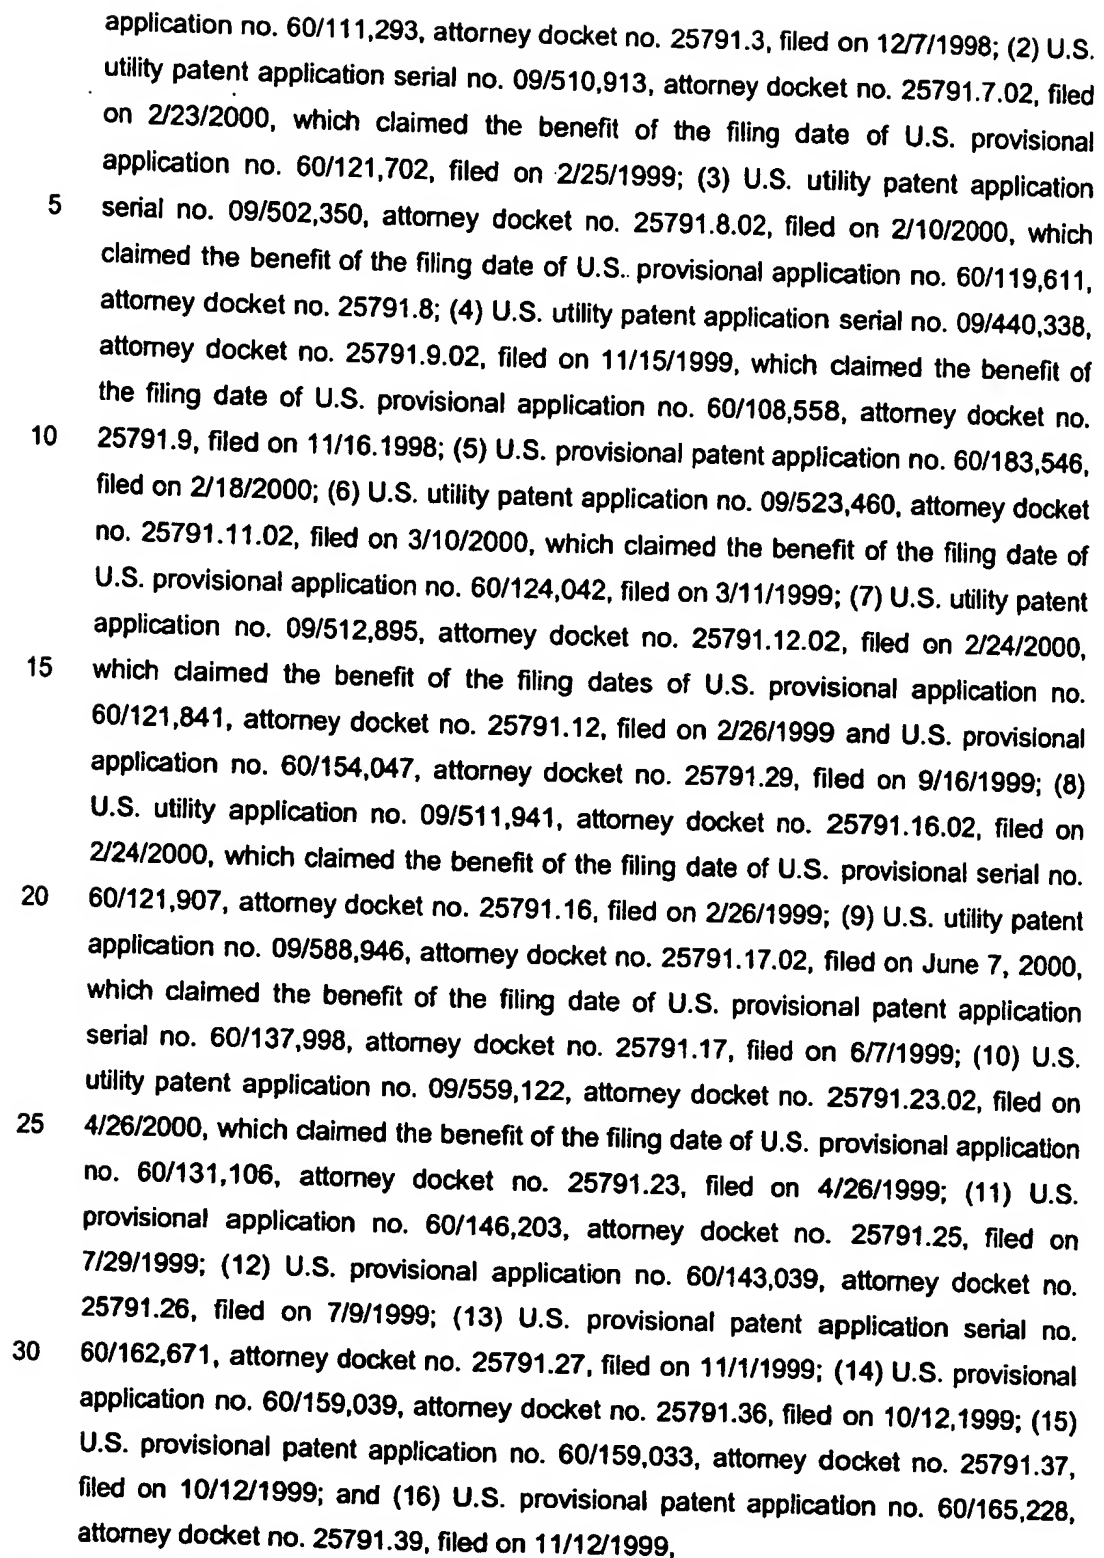 application no. 60/111,293, attorney docket no. 25791.3, filed on 12/7/1998; (2) U.S.
utility patent application serial no. 09/510,913, attorney docket no. 25791.7.02, filed
on 2/23/2000, which claimed the benefit of the filing date of U.S. provisional
application no. 60/121,702, filed on 2/25/1999; (3) U.S. utility patent application
5 serial no. 09/502,350, attorney docket no. 25791.8.02, filed on 2/10/2000, which
claimed the benefit of the filing date of U.S. provisional application no. 60/119,611,
attorney docket no. 25791.8; (4) U.S. utility patent application serial no. 09/440,338,
attorney docket no. 25791.9.02, filed on 11/15/1999, which claimed the benefit of
the filing date of U.S. provisional application no. 60/108,558, attorney docket no.
10 25791.9, filed on 11/16.1998; (5) U.S. provisional patent application no. 60/183,546,
filed on 2/18/2000; (6) U.S. utility patent application no. 09/523,460, attorney docket
no. 25791.11.02, filed on 3/10/2000, which claimed the benefit of the filing date of
U.S. provisional application no. 60/124,042, filed on 3/11/1999; (7) U.S. utility patent
application no. 09/512,895, attorney docket no. 25791.12.02, filed on 2/24/2000,
15 which claimed the benefit of the filing dates of U.S. provisional application no.
60/121,841, attorney docket no. 25791.12, filed on 2/26/1999 and U.S. provisional
application no. 60/154,047, attorney docket no. 25791.29, filed on 9/16/1999; (8)
U.S. utility application no. 09/511,941, attorney docket no. 25791.16.02, filed on
2/24/2000, which claimed the benefit of the filing date of U.S. provisional serial no.
20 60/121,907, attorney docket no. 25791.16, filed on 2/26/1999; (9) U.S. utility patent
application no. 09/588,946, attorney docket no. 25791.17.02, filed on June 7, 2000,
which claimed the benefit of the filing date of U.S. provisional patent application
serial no. 60/137,998, attorney docket no. 25791.17, filed on 6/7/1999; (10) U.S.
utility patent application no. 09/559,122, attorney docket no. 25791.23.02, filed on
25 4/26/2000, which claimed the benefit of the filing date of U.S. provisional application
no. 60/131,106, attorney docket no. 25791.23, filed on 4/26/1999; (11) U.S.
provisional application no. 60/146,203, attorney docket no. 25791.25, filed on
7/29/1999; (12) U.S. provisional application no. 60/143,039, attorney docket no.
25791.26, filed on 7/9/1999; (13) U.S. provisional patent application serial no.
30 60/162,671, attorney docket no. 25791.27, filed on 11/1/1999; (14) U.S. provisional
application no. 60/159,039, attorney docket no. 25791.36, filed on 10/12,1999; (15)
U.S. provisional patent application no. 60/159,033, attorney docket no. 25791.37,
filed on 10/12/1999; and (16) U.S. provisional patent application no. 60/165,228,
attorney docket no. 25791.39, filed on 11/12/1999,